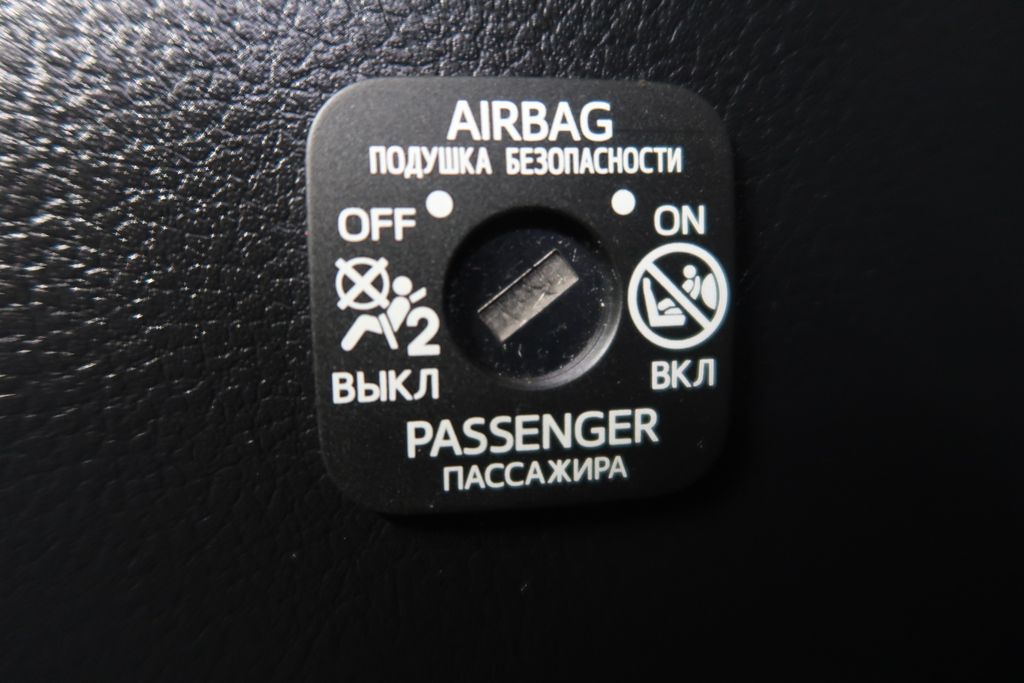 AIRBAG
ПОДУШКА БЕЗОПАСНОСТИ
OFF
ON
2
ВЫКЛ
ВКЛ
PASSENGER
ПАССАЖИРА